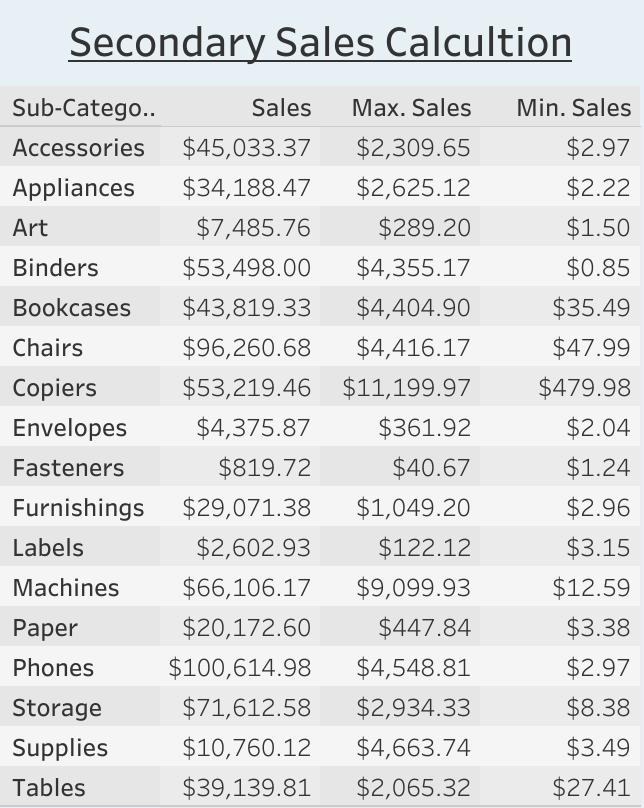 Secondary Sales Calcultion
Sub-Catego.. Sales Max. Sales Min. Sales
Accessories $45,033.37 $2,309.65 $2.97
Appliances $34,188.47 $2,625.12 $2.22
Art $7,485.76 $289.20 $1.50
Binders $53,498.00 $4,355.17 $0.85
Bookcases $43,819.33 $4,404.90 $35.49
Chairs $96,260.68 $4,416.17 $47.99
Copiers $53,219.46 $11,199.97 $479.98
Envelopes $4,375.87 $361.92 $2.04
Fasteners $819.72 $40.67 $1.24
Furnishings $29,071.38 $1,049.20 $2.96
Labels $2,602.93 $122.12 $3.15
Machines $66,106.17 $9,099.93 $12.59
Paper $20,172.60 $447.84 $3.38
Phones $100,614.98 $4,548.81 $2.97
Storage $71,612.58 $2,934.33 $8.38
Supplies $10,760.12 $4,663.74 $3.49
Tables $39,139.81 $2,065.32 $27.41